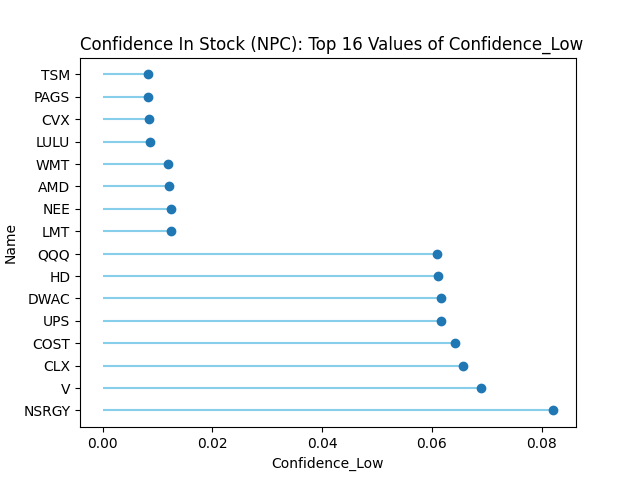 Confidence In Stock (NPC): Top 16 Values of Confidence_Low
TSM
PAGS
CVX
LULU
WMT
AMD
NEE
LMT
QQQ
HD
DWAC
UPS
COST
CLX
V
NSRGY
Name
0.00 0.02 0.04 0.06 0.08
Confidence_Low